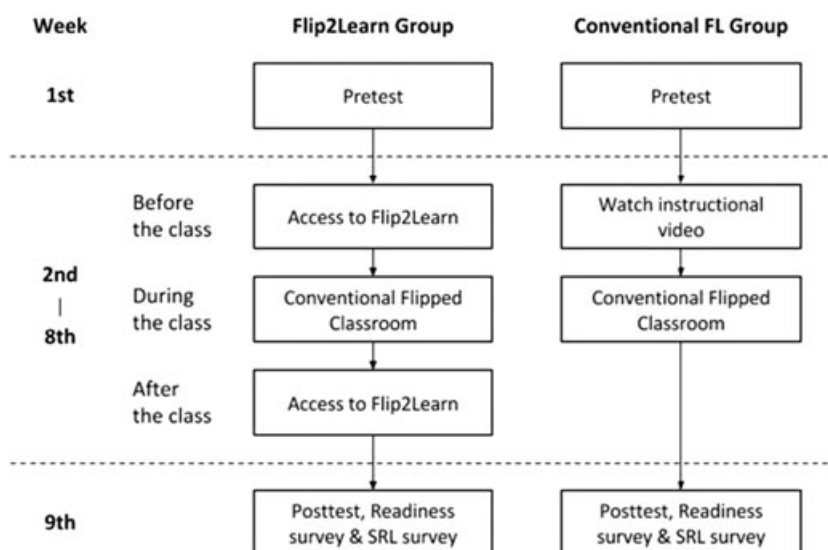 Week Flip2Learn Group Conventional FL Group
1st Pretest Pretest
Before
the class
Access to Flip2Learn
Watch instructional
video
2nd
|
8th
During
the class
Conventional Flipped
Classroom
Conventional Flipped
Classroom
After
the class
Access to Flip2Learn
9th
Posttest, Readiness
survey & SRL survey
Posttest, Readiness
survey & SRL survey